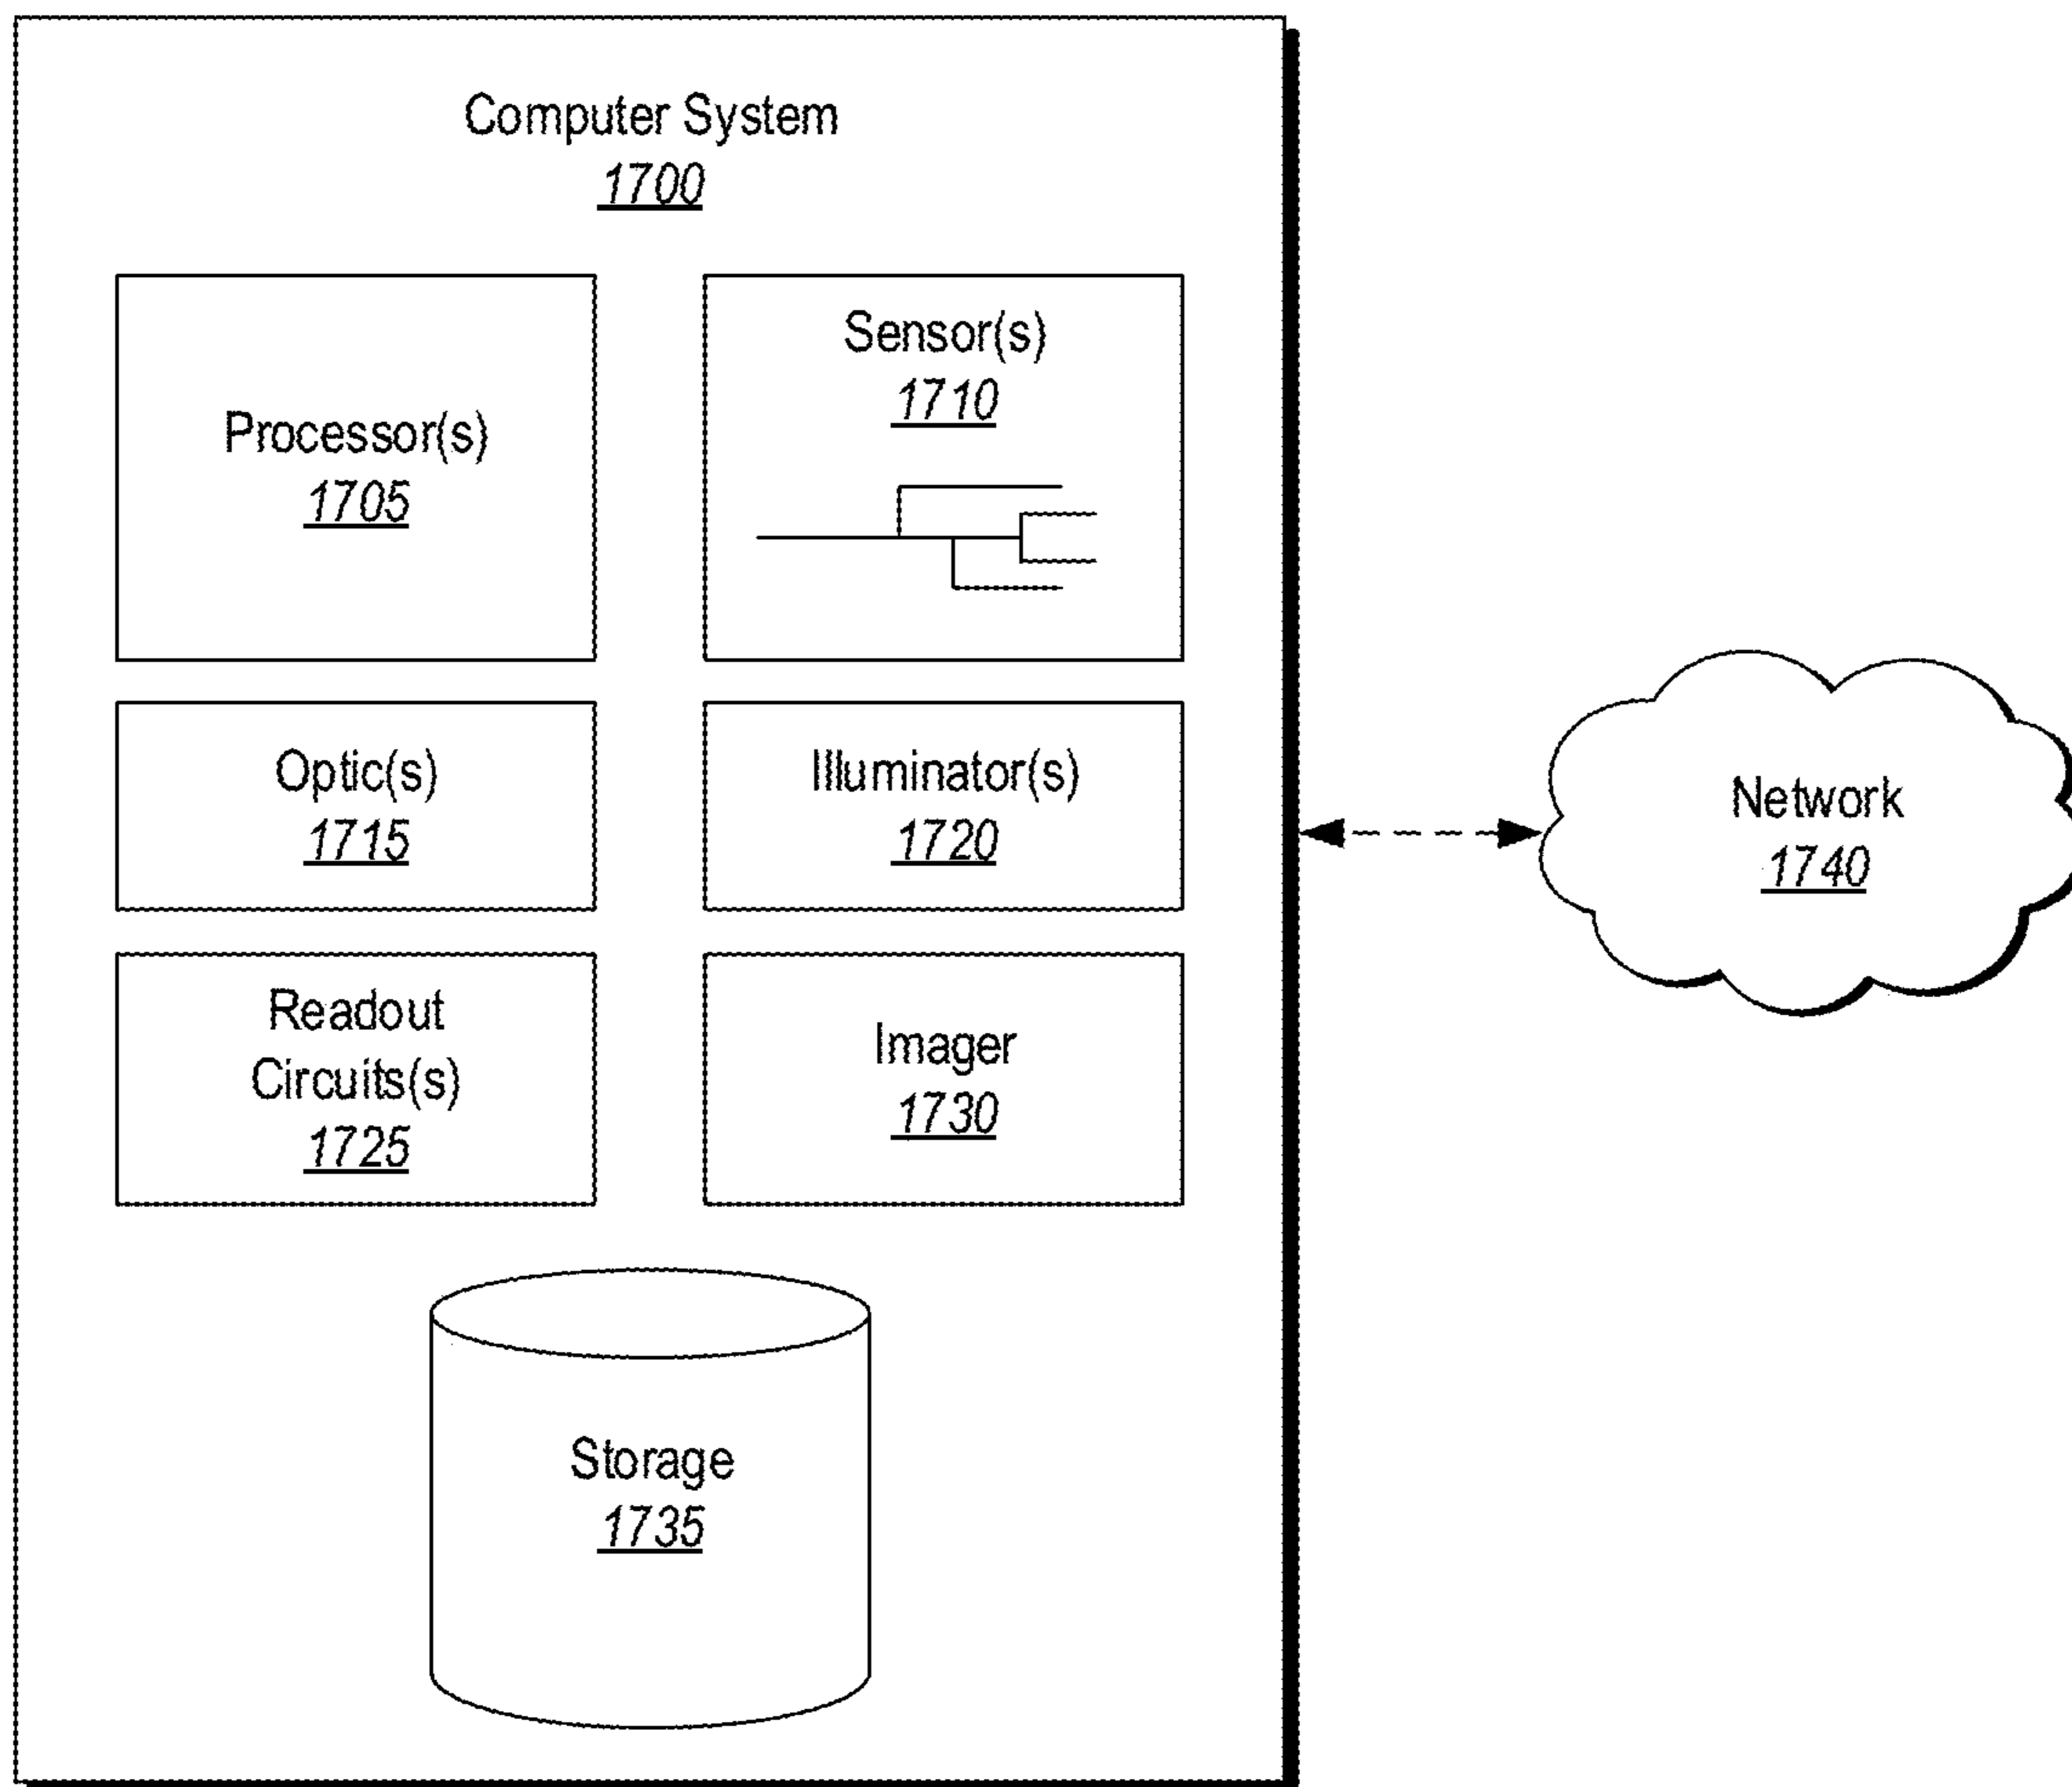 Computer System
1700
Processor(s)
1705
Sensor(s)
1710
Optic(s)
1715
Illuminator(s)
1720
Readout
Circuits(s)
1725
Imager
1730
Storage
1735
Network
1740